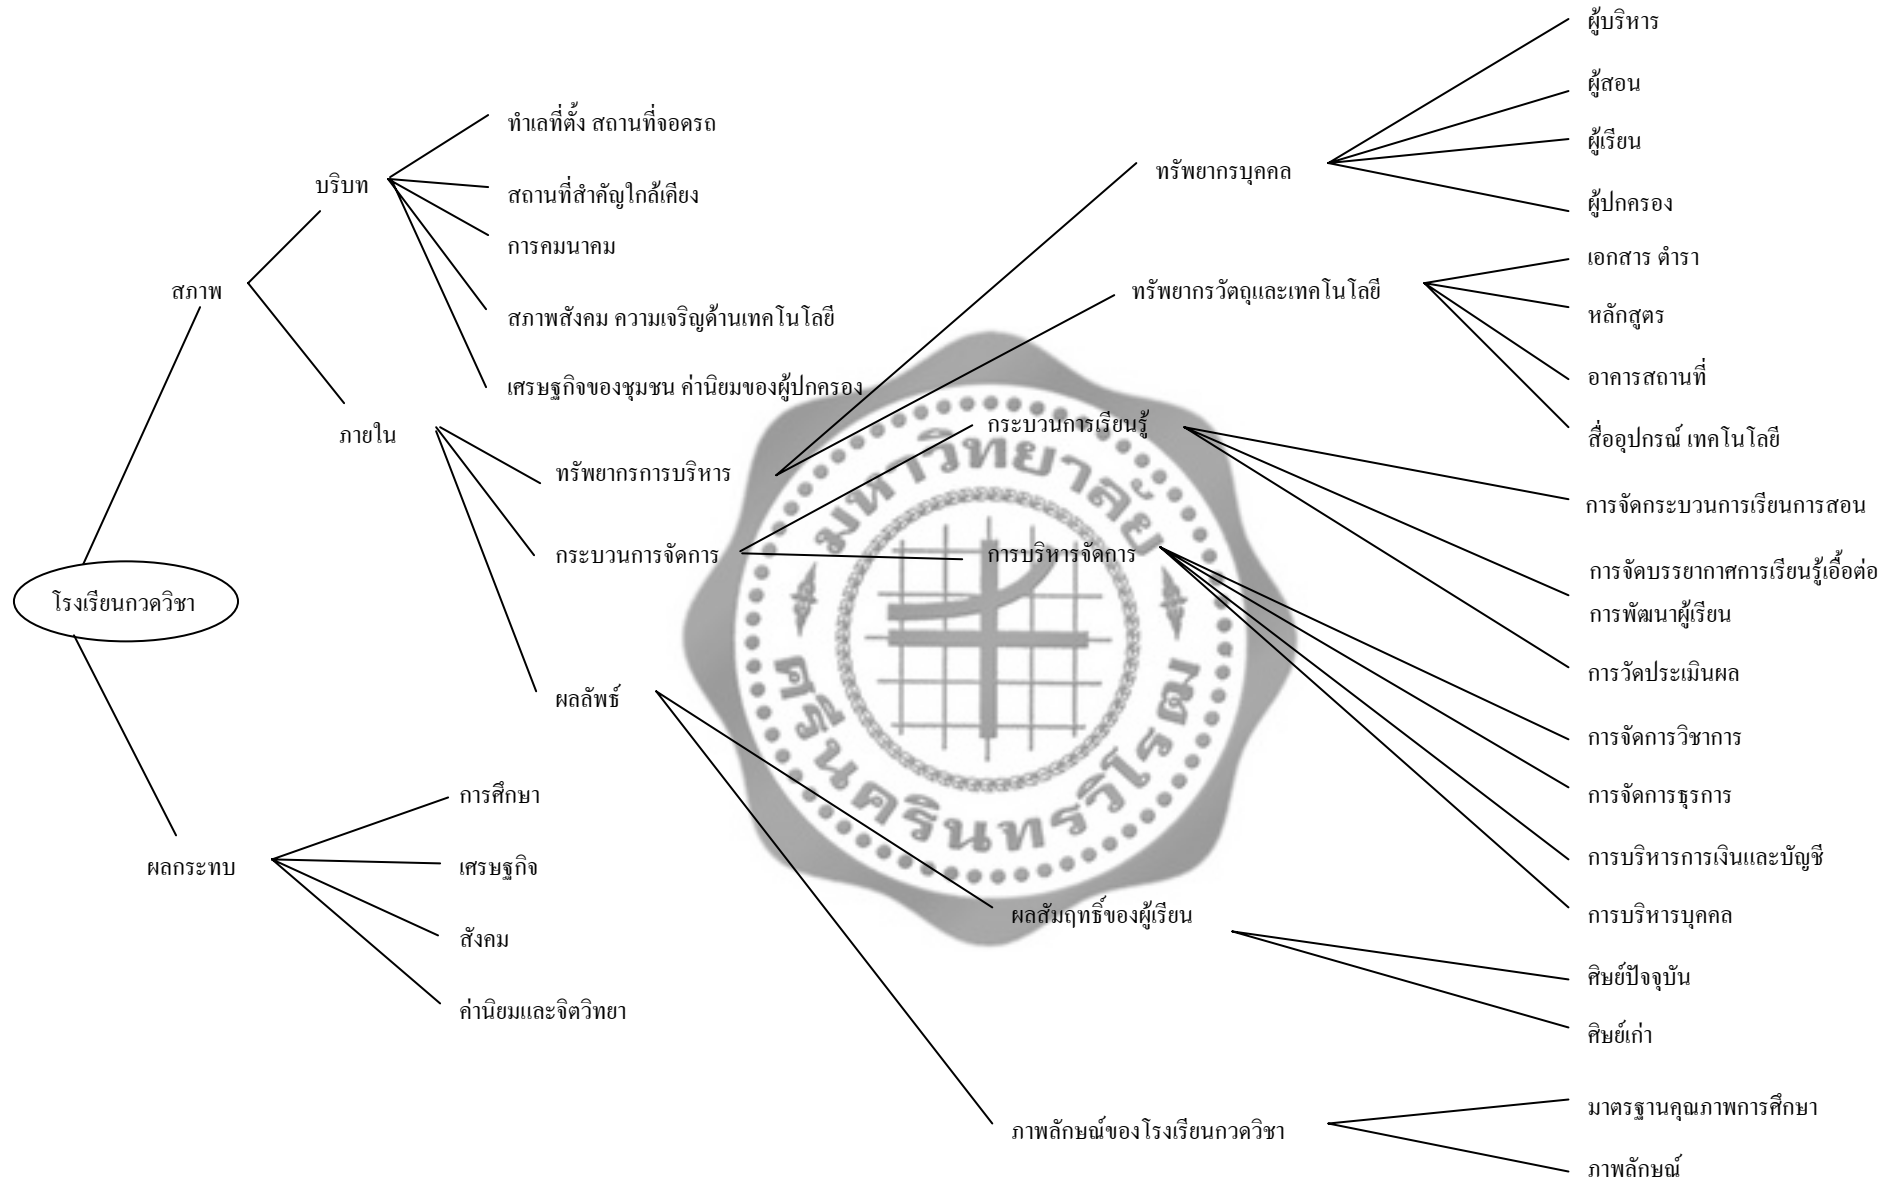 โรงเรียนกวดวิชา
สภาพ
บริบท
ทำเลที่ตั้ง สถานที่จอดรถ
สถานที่สำคัญใกล้เคียง
การคมนาคม
สภาพสังคม ความเจริญด้านเทคโนโลยี
เศรษฐกิจของชุมชน ค่านิยมของผู้ปกครอง
ภายใน
ทรัพยากรการบริหาร
ทรัพยากรบุคคล
ผู้บริหาร
ผู้สอน
ผู้เรียน
ผู้ปกครอง
ทรัพยากรวัตถุและเทคโนโลยี
เอกสาร ตำรา
หลักสูตร
อาคารสถานที่
สื่ออุปกรณ์ เทคโนโลยี
กระบวนการจัดการ
กระบวนการเรียนรู้
การจัดกระบวนการเรียนการสอน
การจัดบรรยากาศการเรียนรู้เอื้อต่อ
การพัฒนาผู้เรียน
การวัดประเมินผล
การบริหารจัดการ
การจัดการวิชาการ
การจัดการธุรการ
การบริหารการเงินและบัญชี
การบริหารบุคคล
ผลลัพธ์
ผลสัมฤทธิ์ของผู้เรียน
ศิษย์ปัจจุบัน
ศิษย์เก่า
ภาพลักษณ์ของโรงเรียนกวดวิชา
มาตรฐานคุณภาพการศึกษา
ภาพลักษณ์
ผลกระทบ
การศึกษา
เศรษฐกิจ
สังคม
ค่านิยมและจิตวิทยา
มหาวิทยาลัย
ศรีนครินทรวิโรฒ